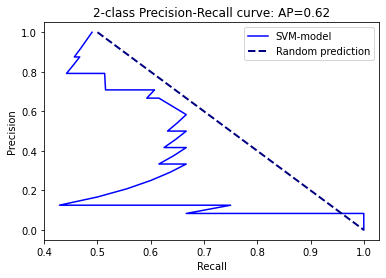 2-class Precision-Recall curve: AP=0.62
SVM-model
Random prediction
Precision
1.0
0.8
0.6
0.4
0.2
0.0
0.4
0.5
0.6
0.7
0.8
0.9
1.0
Recall